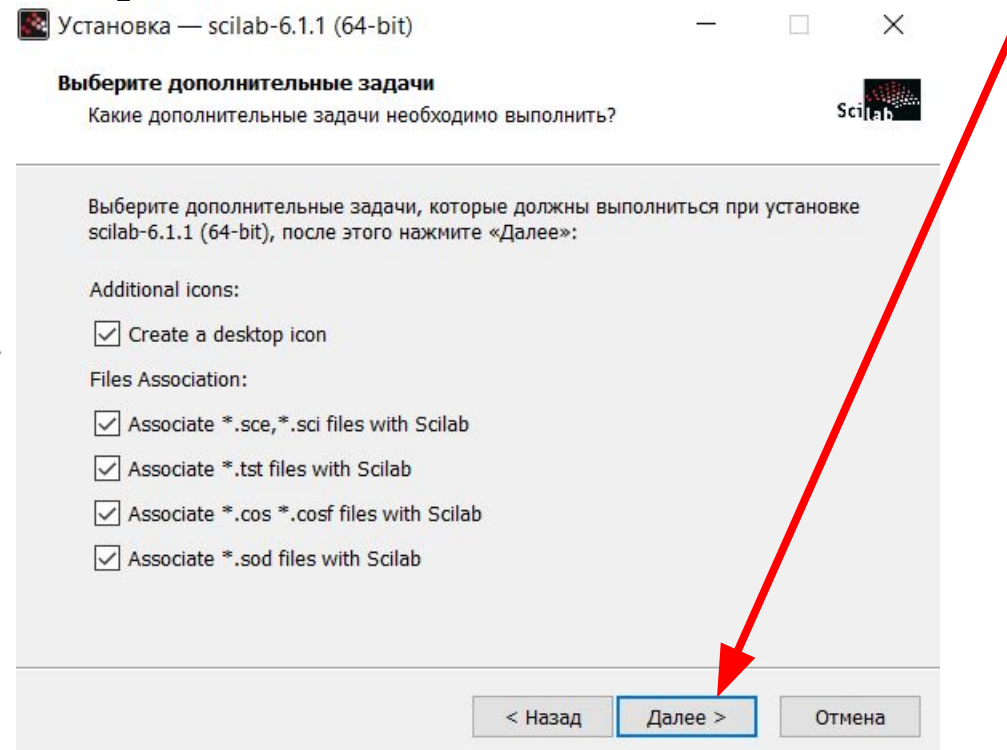 Установка — scilab-6.1.1 (64-bit)
Выберите дополнительные задачи
Какие дополнительные задачи необходимо выполнить?
Scilab
Выберите дополнительные задачи, которые должны выполниться при установке
scilab-6.1.1 (64-bit), после этого нажмите «Далее»:
Additional icons:
Create a desktop icon
Files Association:
Associate *.sce,*.sci files with Scilab
Associate *.tst files with Scilab
Associate *.cos *.cosf files with Scilab
Associate *.sod files with Scilab
< Назад
Далее >
Отмена